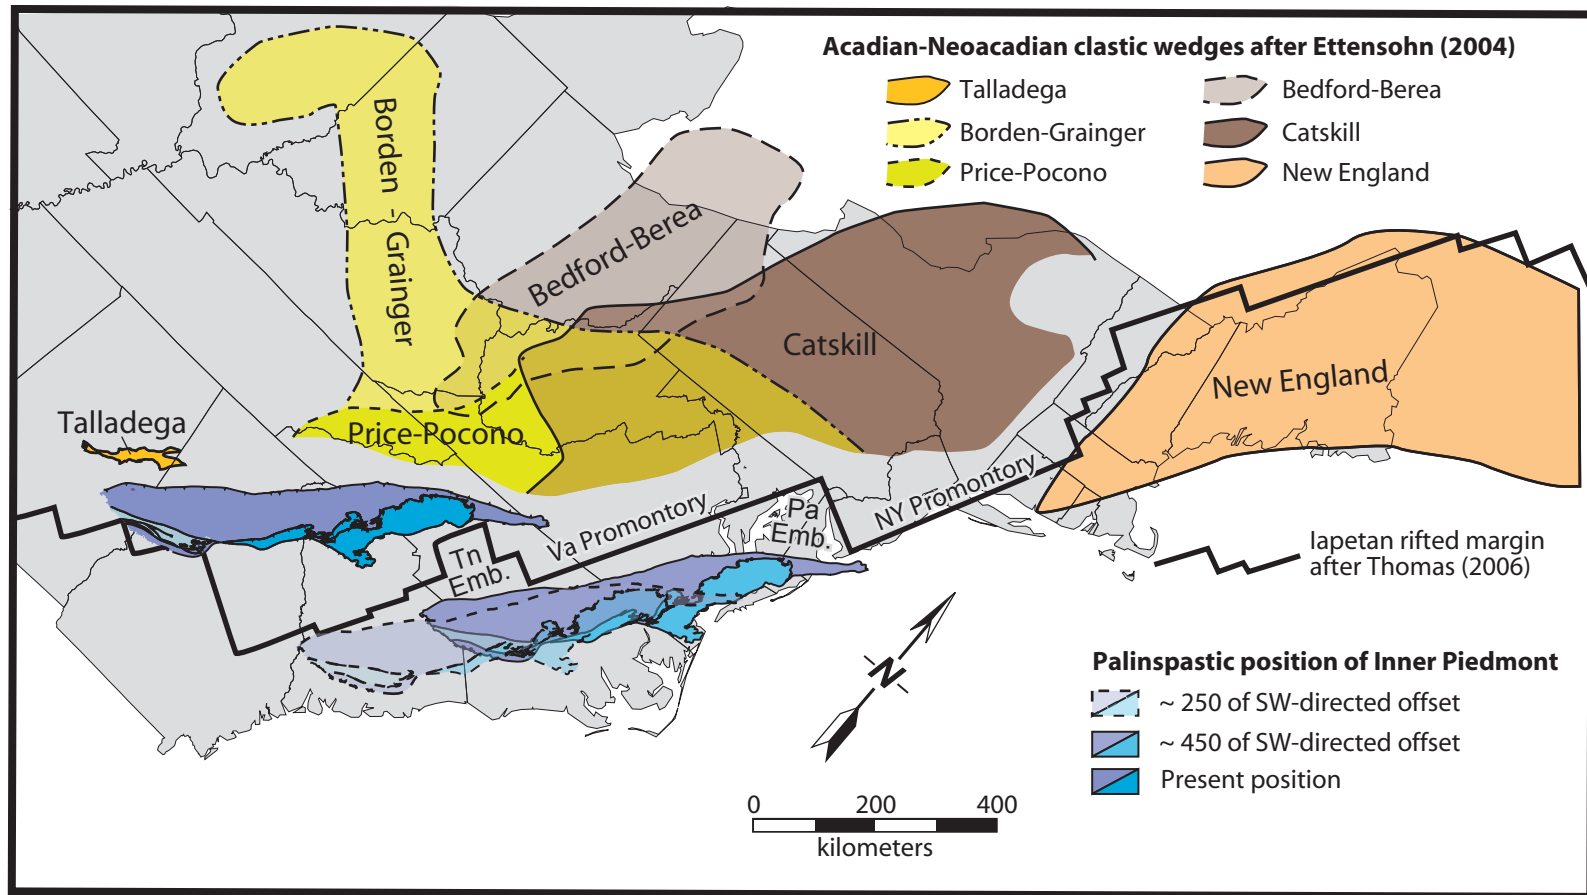 Acadian-Neoacadian clastic wedges after Ettensohn (2004)
Talladega
Borden-Grainger
Price-Pocono
Bedford-Berea
Catskill
New England
Borden - Grainger
Bedford-Berea
Catskill
New England
Talladega
Price-Pocono
Va Promontory
Pa
Emb.
NY Promontory
Tn
Emb.
Iapetan rifted margin
after Thomas (2006)
N
Palinspastic position of Inner Piedmont
~ 250 of SW-directed offset
~ 450 of SW-directed offset
Present position
0 200 400
kilometers